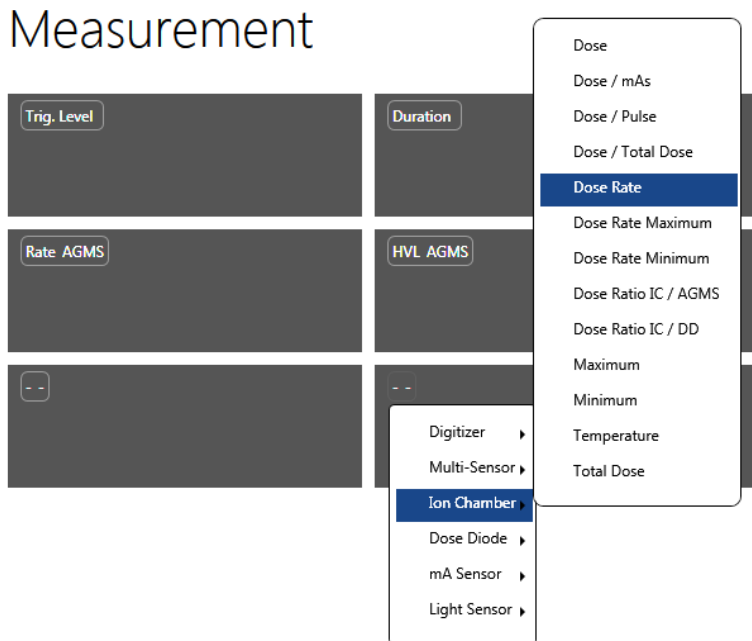 Measurement
Trig. Level
Duration
Rate AGMS
HVL AGMS
- -
- -
Digitizer
Multi-Sensor
Ion Chamber
Dose Diode
mA Sensor
Light Sensor
Dose
Dose / mAs
Dose / Pulse
Dose / Total Dose
Dose Rate
Dose Rate Maximum
Dose Rate Minimum
Dose Ratio IC / AGMS
Dose Ratio IC / DD
Maximum
Minimum
Temperature
Total Dose